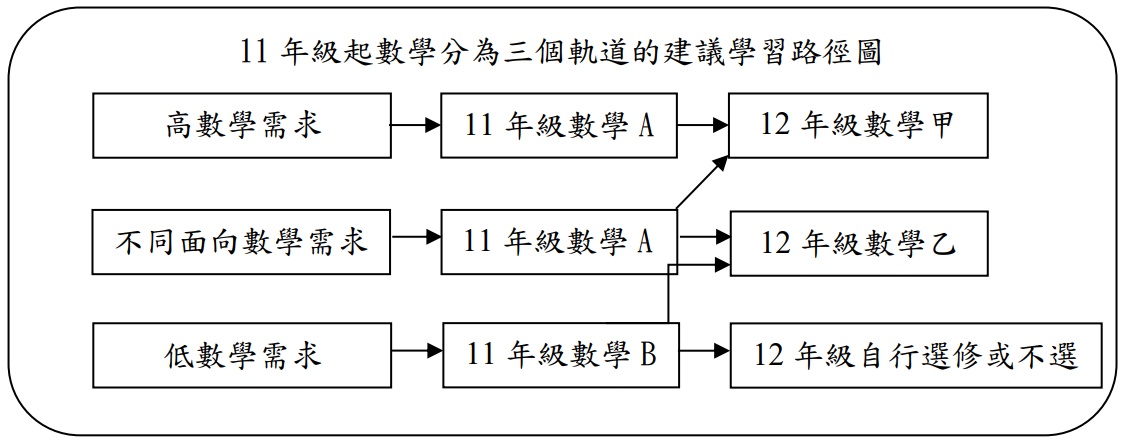 11 年級起數學分為三個軌道的建議學習路徑圖
高數學需求
11 年級數學 A
12 年級數學甲
不同面向數學需求
11 年級數學 A
12 年級數學乙
低數學需求
11 年級數學 B
12 年級自行選修或不選